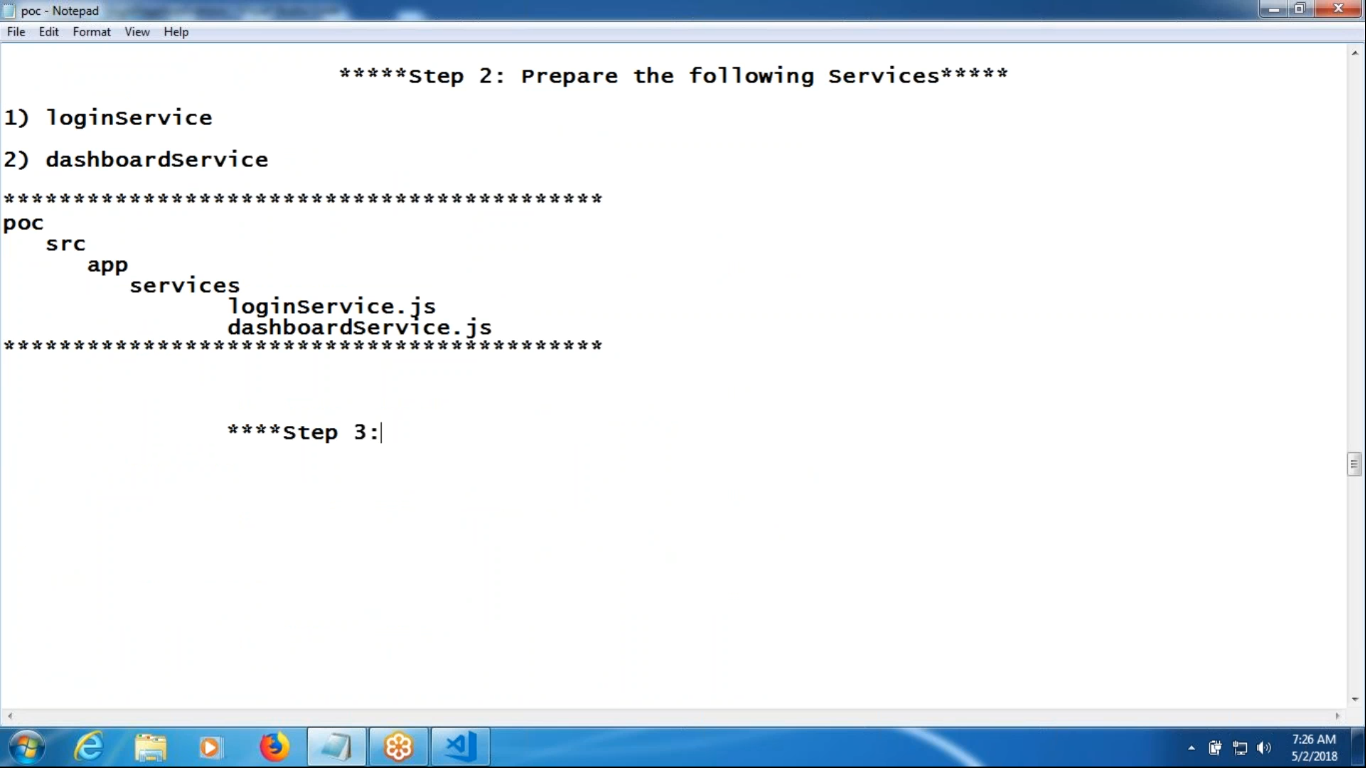 poc - Notepad
File Edit Format View Help
*****Step 2: Prepare the following Services*****
1) loginService
2) dashboardService
*******************************************
poc
src
app
services
loginService.js
dashboardService.js
*******************************************
****Step 3:
7:26 AM
5/2/2018